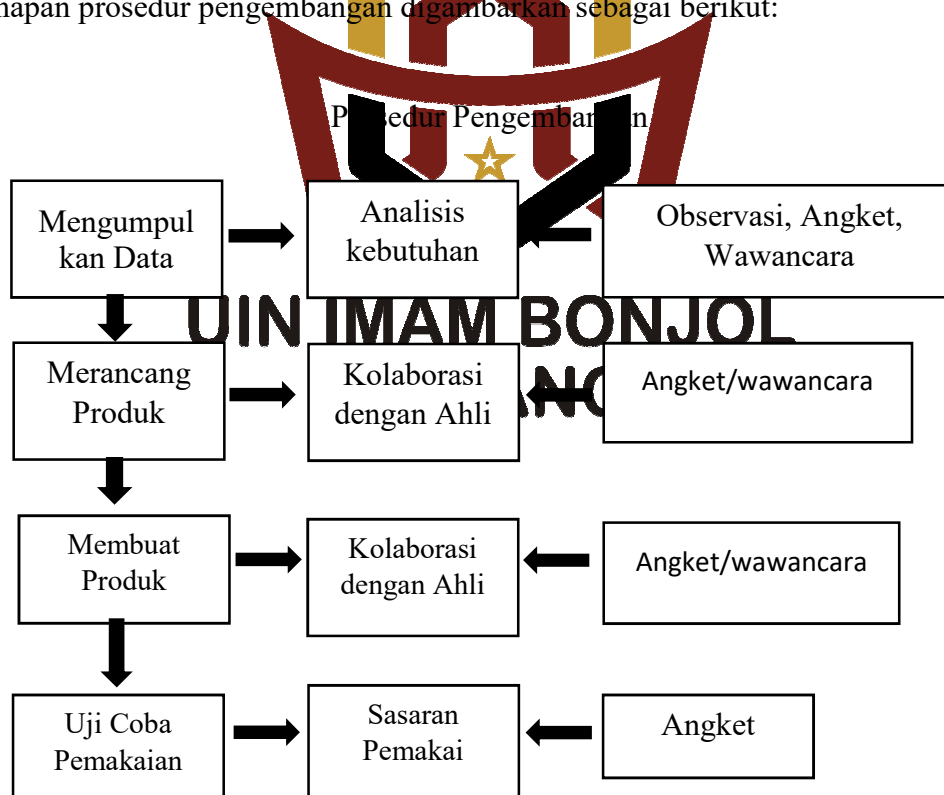 hapan prosedur pengembangan digambarkan sebagai berikut:
Prosedur Pengembangan
Mengumpul
kan Data
Analisis
kebutuhan
Observasi, Angket,
Wawancara
UIN IMAM BONJOL
Merancang
Produk
Kolaborasi
dengan Ahli
Angket/wawancara
Membuat
Produk
Kolaborasi
dengan Ahli
Angket/wawancara
Uji Coba
Pemakaian
Sasaran
Pemakai
Angket